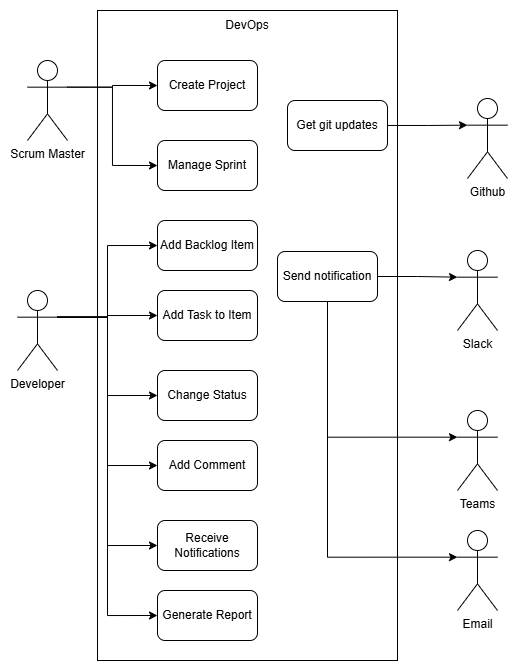 DevOps
Create Project
Scrum Master
Manage Sprint
Get git updates
Github
Add Backlog Item
Send notification
Slack
Add Task to Item
Developer
Change Status
Add Comment
Teams
Receive
Notifications
Generate Report
Email